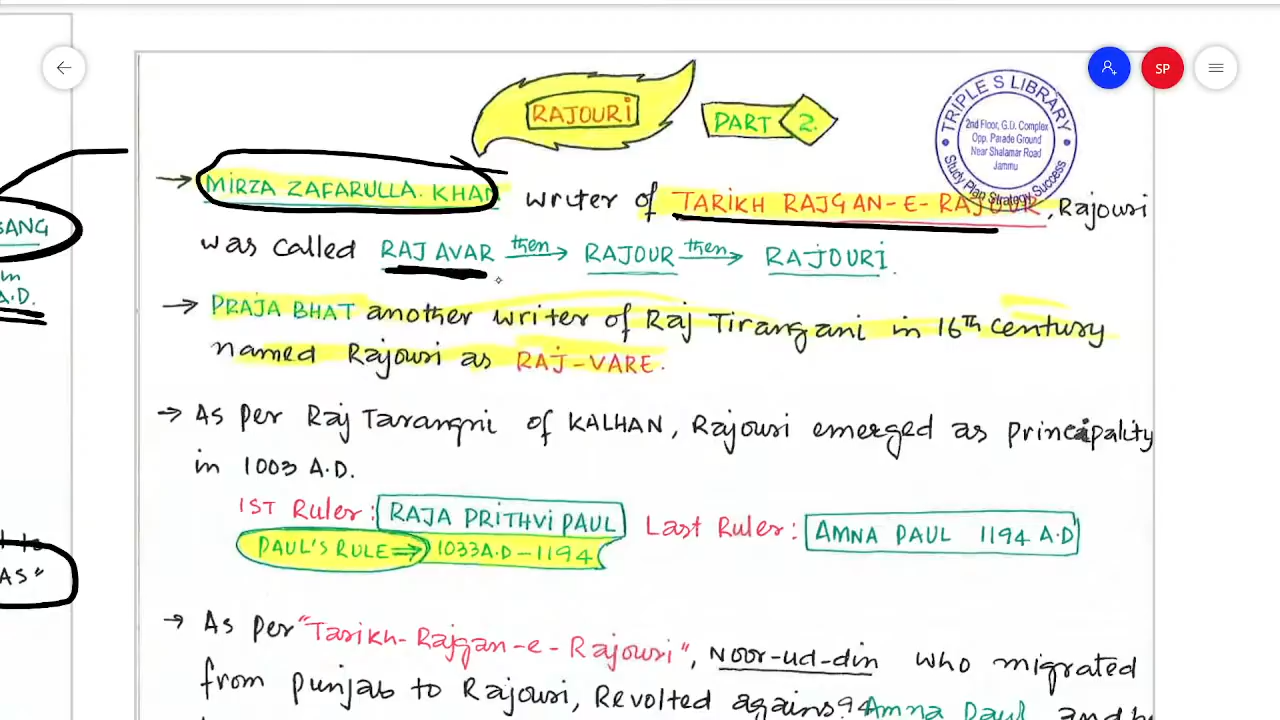 SP
RAJOURI
PART 2.
TRIPLE S LIBRARY
2nd Floor, G.D. Complex
Opp. Parade Ground
Near Shalamar Road
Jammu
Study Plan Strategy Success
→ MIRZA ZAFARULLA. KHAN writer of TARIKH RAJGAN-E-RAJOUR, Rajouri
was called RAJAVAR then→ RAJOUR then→ RAJOURI.
→ PRAJA BHAT another writer of Raj Tirangani in 16th century
named Rajouri as RAJ-VARE.
→ As per Raj Tarangni of KALHAN, Rajouri emerged as principality
in 1003 A.D.
1ST Ruler: RAJA PRITHVI PAUL Last Ruler: AMNA PAUL 1194 A.D
PAUL'S RULE ⇒ 1033A.D-1194
→ As per "Tarikh-Rajgan-e-Rajouri", Noor-ud-din who migrated
from punjab to Rajouri, Revolted against Amna Paul and
SANG
in
A.D.
AS"